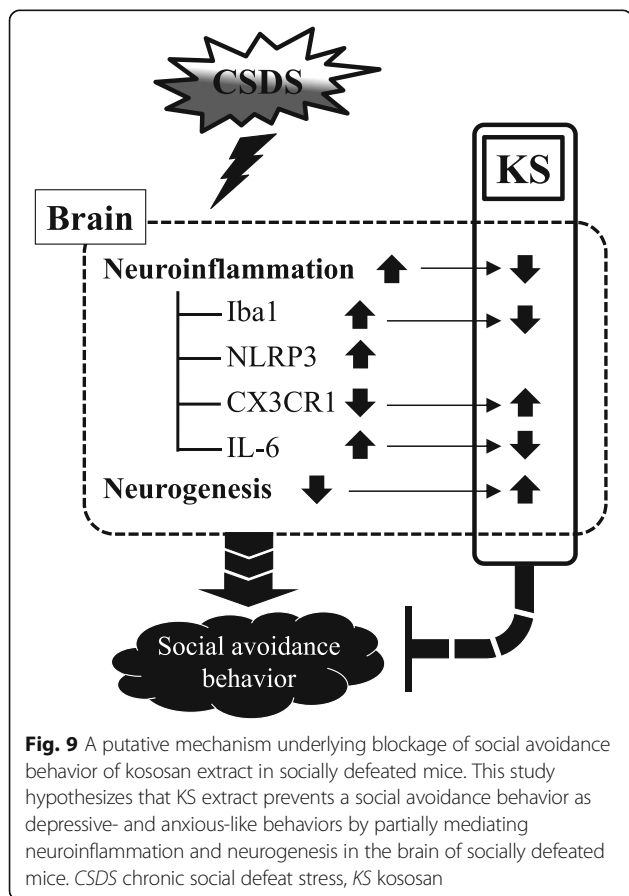 CSDS
KS
Brain
Neuroinflammation
Iba1
NLRP3
CX3CR1
IL-6
Neurogenesis
Social avoidance
behavior
Fig. 9 A putative mechanism underlying blockage of social avoidance
behavior of kososan extract in socially defeated mice. This study
hypothesizes that KS extract prevents a social avoidance behavior as
depressive- and anxious-like behaviors by partially mediating
neuroinflammation and neurogenesis in the brain of socially defeated
mice. CSDS chronic social defeat stress, KS kososan